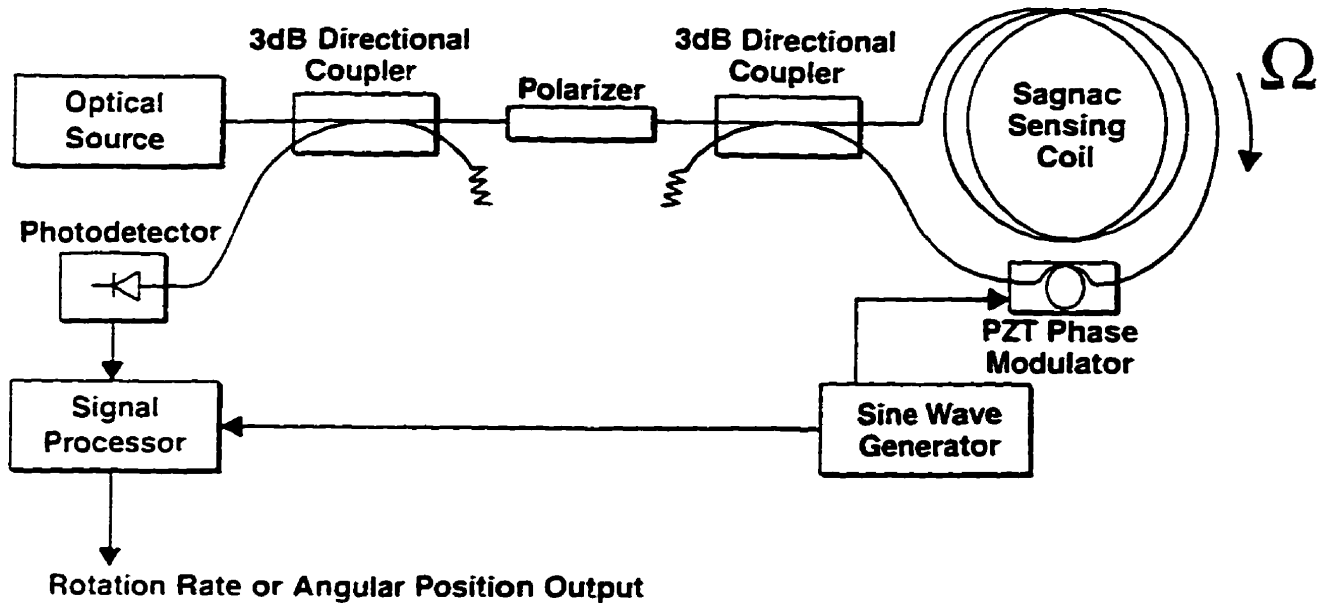 3dB Directional
Coupler
3dB Directional
Coupler
Polarizer
Optical
Source
Sagnac
Sensing
Coil
Ω
Photodetector
PZT Phase
Modulator
Signal
Processor
Sine Wave
Generator
Rotation Rate or Angular Position Output